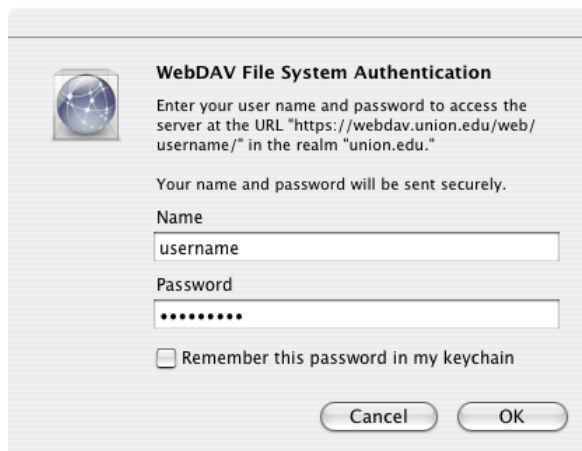 WebDAV File System Authentication
Enter your user name and password to access the
server at the URL "https://webdav.union.edu/web/
username/" in the realm "union.edu."
Your name and password will be sent securely.
Name
username
Password
•••••••••
Remember this password in my keychain
Cancel OK